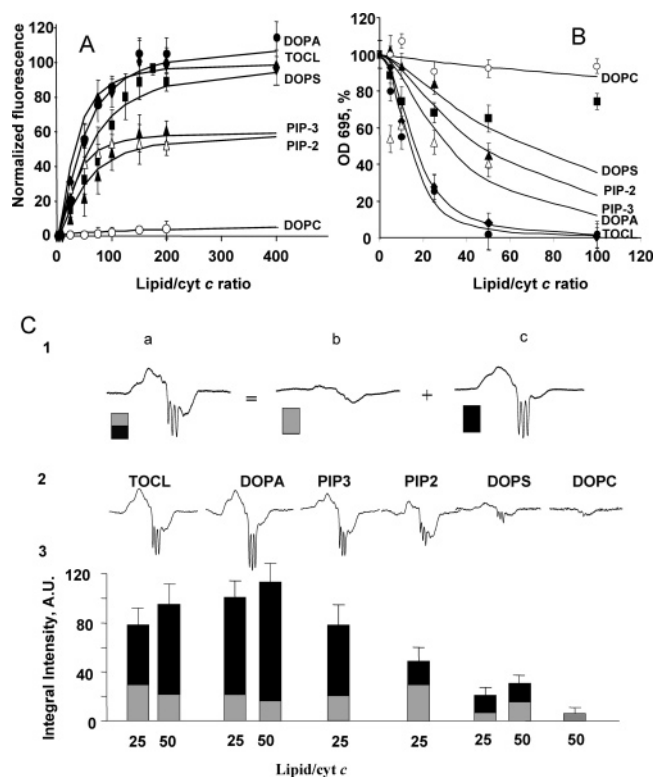 A
Normalized fluorescence
120
100
80
60
40
20
0
0 100 200 300 400
Lipid/cyt c ratio
DOPA
TOCL
DOPS
PIP-3
PIP-2
DOPC
B
OD 695, %
120
100
80
60
40
20
0
0 20 40 60 80 100
Lipid/cyt c ratio
DOPC
DOPS
PIP-2
PIP-3
DOPA
TOCL
C
1
a b c
= +
2
TOCL DOPA PIP3 PIP2 DOPS DOPC
3
Integral Intensity, A.U.
120
80
40
0
25 50 25 50 25 25 25 50 50
Lipid/cyt c